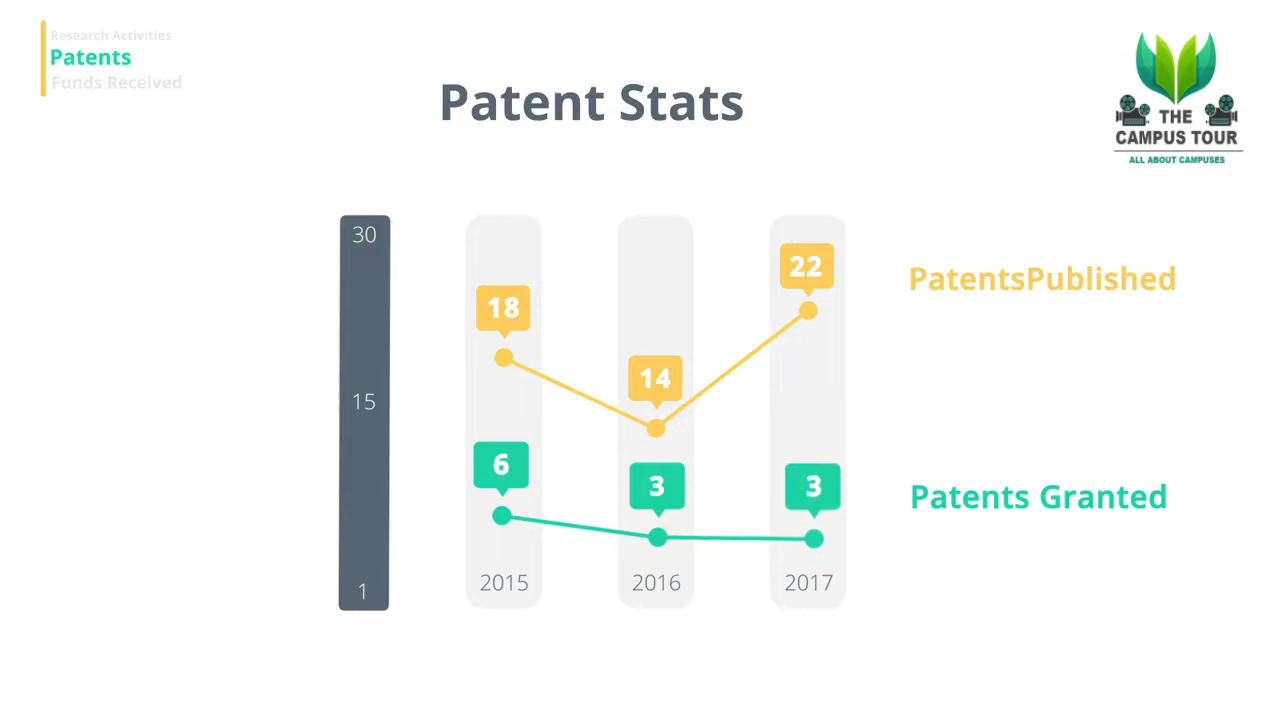 Research Activities
Patents
Funds Received
Patent Stats
THE
CAMPUS TOUR
ALL ABOUT CAMPUSES
30
15
1
18
14
22
PatentsPublished
6
3
3
Patents Granted
2015
2016
2017